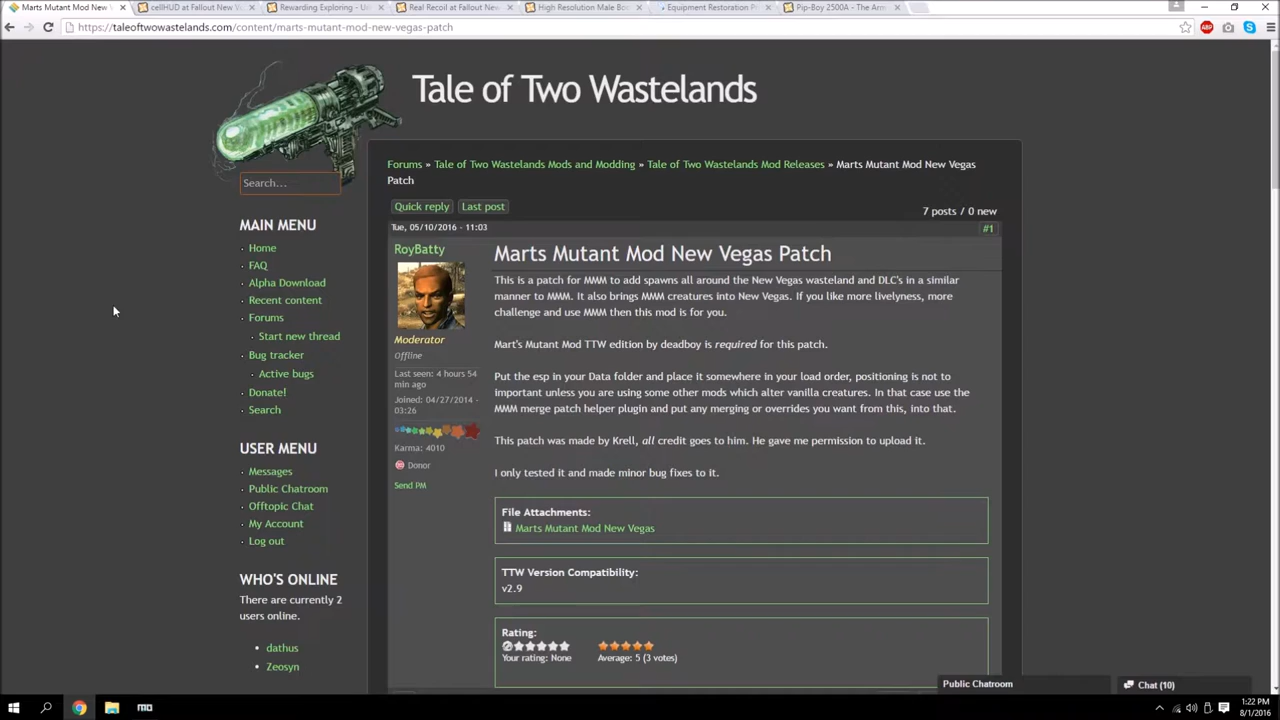 Marts Mutant Mod New
cellHUD at Fallout New Ve
Rewarding Exploring - U
Real Recoil at Fallout New
High Resolution Male Bo
Equipment Restoration P
Pip-Boy 2500A - The Arm
https://taleoftwowastelands.com/content/marts-mutant-mod-new-vegas-patch
Tale of Two Wastelands
Search...
MAIN MENU
Home
FAQ
Alpha Download
Recent content
Forums
Start new thread
Bug tracker
Active bugs
Donate!
Search
USER MENU
Messages
Public Chatroom
Offtopic Chat
My Account
Log out
WHO'S ONLINE
There are currently 2
users online.
dathus
Zeosyn
Forums » Tale of Two Wastelands Mods and Modding » Tale of Two Wastelands Mod Releases » Marts Mutant Mod New Vegas
Patch
Quick reply Last post
7 posts / 0 new
Tue, 05/10/2016 - 11:03
#1
RoyBatty
Moderator
Offline
Last seen: 4 hours 54
min ago
Joined: 04/27/2014 -
03:26
Karma: 4010
Donor
Send PM
Marts Mutant Mod New Vegas Patch
This is a patch for MMM to add spawns all around the New Vegas wasteland and DLC's in a similar
manner to MMM. It also brings MMM creatures into New Vegas. If you like more livelyness, more
challenge and use MMM then this mod is for you.
Mart's Mutant Mod TTW edition by deadboy is required for this patch.
Put the esp in your Data folder and place it somewhere in your load order, positioning is not to
important unless you are using some other mods which alter vanilla creatures. In that case use the
MMM merge patch helper plugin and put any merging or overrides you want from this, into that.
This patch was made by Krell, all credit goes to him. He gave me permission to upload it.
I only tested it and made minor bug fixes to it.
File Attachments:
Marts Mutant Mod New Vegas
TTW Version Compatibility:
v2.9
Rating:
Your rating: None
Average: 5 (3 votes)
Public Chatroom
Chat (10)
1:22 PM
8/1/2016